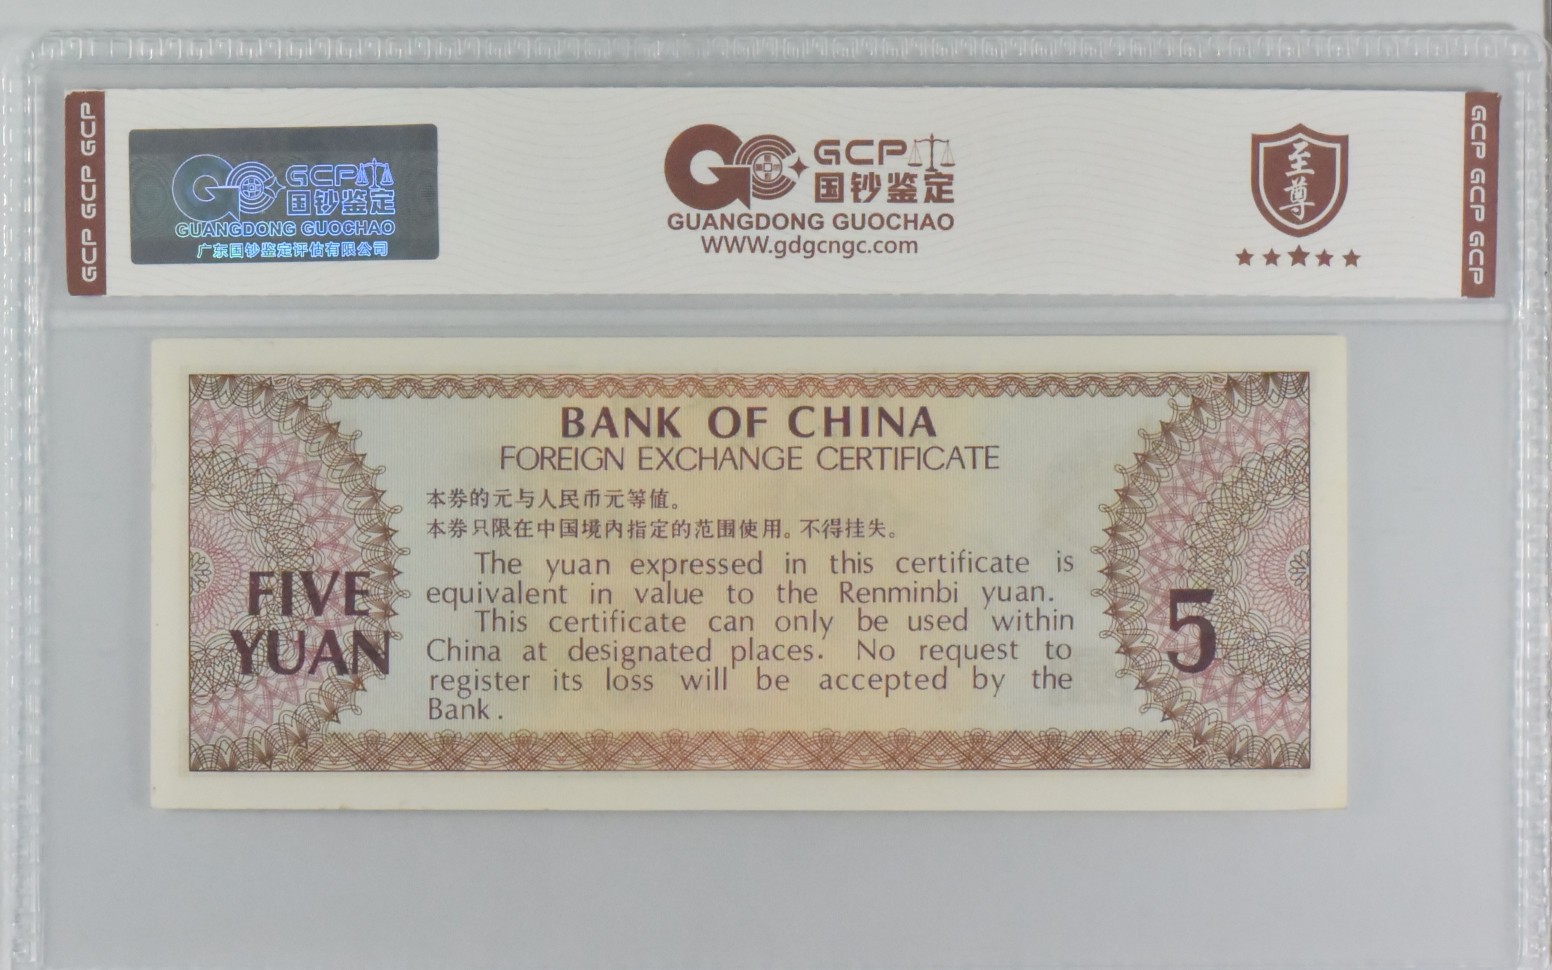 GCP GCP GCP
GCP
国钞鉴定
GUANGDONG GUOCHAO
广东国钞鉴定评估有限公司
GCP
国钞鉴定
GUANGDONG GUOCHAO
WWW.gdgcngc.com
至
尊
GCP GCP GCP
BANK OF CHINA
FOREIGN EXCHANGE CERTIFICATE
本券的元与人民币元等值。
本券只限在中国境内指定的范围使用。不得挂失。
The yuan expressed in this certificate is
equivalent in value to the Renminbi yuan.
This certificate can only be used within
China at designated places. No request to
register its loss will be accepted by the
Bank.
FIVE
YUAN
5